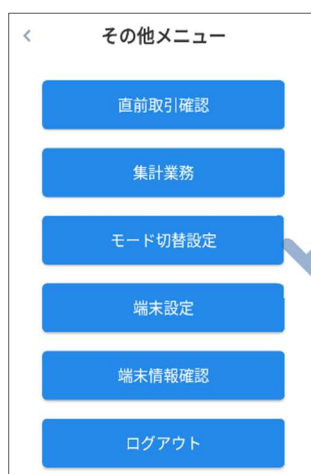 その他メニュー
直前取引確認
集計業務
モード切替設定
端末設定
端末情報確認
ログアウト